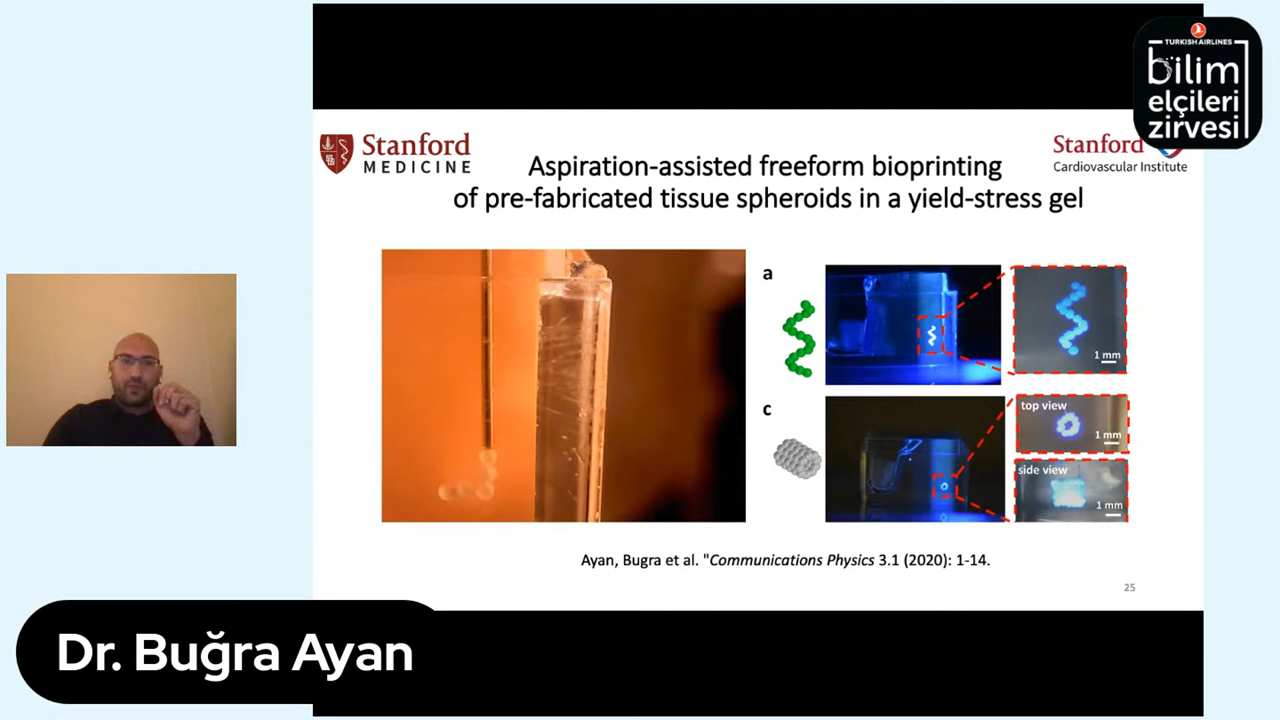 TURKISH AIRLINES
bilim
elçileri
zirvesi
Stanford
MEDICINE
Stanford
Cardiovascular Institute
Aspiration-assisted freeform bioprinting
of pre-fabricated tissue spheroids in a yield-stress gel
a
1 mm
c
top view
1 mm
side view
1 mm
Ayan, Bugra et al. "Communications Physics 3.1 (2020): 1-14.
25
Dr. Buğra Ayan